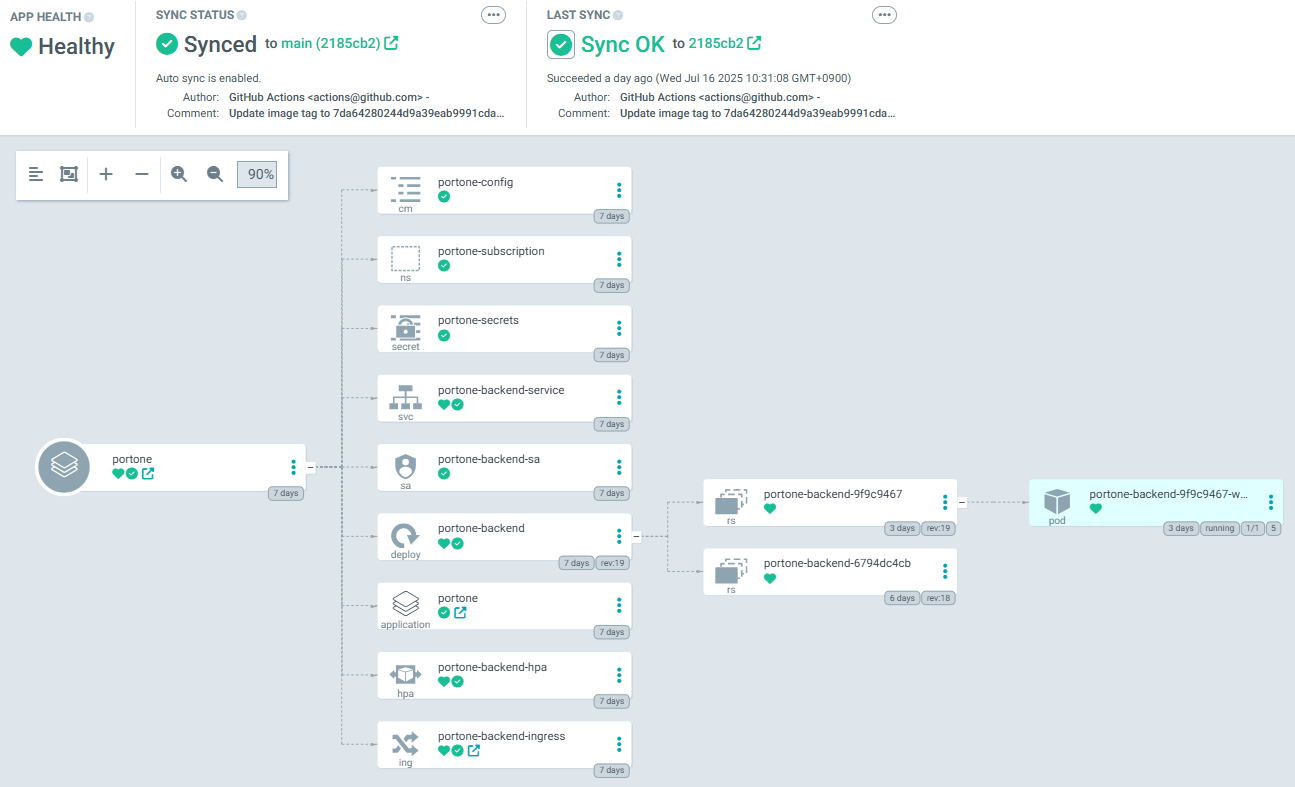 APP HEALTH
Healthy
SYNC STATUS
Synced to main (2185cb2)
Auto sync is enabled.
Author: GitHub Actions <actions@github.com> -
Comment: Update image tag to 7da64280244d9a39eab9991cda...
LAST SYNC
Sync OK to 2185cb2
Succeeded a day ago (Wed Jul 16 2025 10:31:08 GMT+0900)
Author: GitHub Actions <actions@github.com> -
Comment: Update image tag to 7da64280244d9a39eab9991cda...
90%
portone
7 days
portone-config
cm
7 days
portone-subscription
ns
7 days
portone-secrets
secret
7 days
portone-backend-service
svc
7 days
portone-backend-sa
sa
7 days
portone-backend
deploy
7 days rev:19
portone
application
7 days
portone-backend-hpa
hpa
7 days
portone-backend-ingress
ing
7 days
portone-backend-9f9c9467
rs
3 days rev:19
portone-backend-6794dc4cb
rs
6 days rev:18
portone-backend-9f9c9467-w...
pod
3 days running 1/1 5